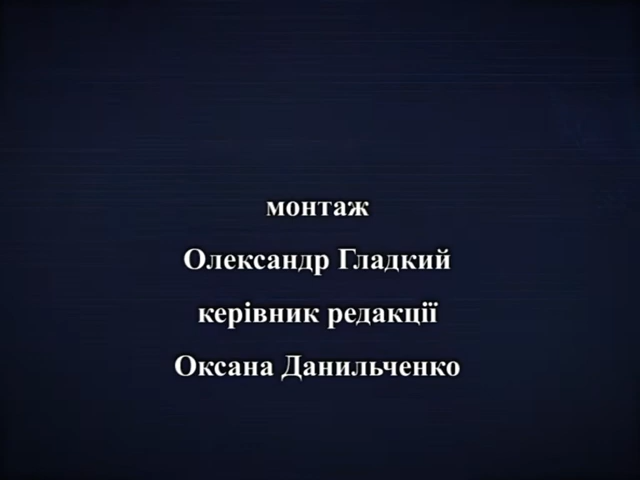 монтаж
Олександр Гладкий
керівник редакції
Оксана Данильченко